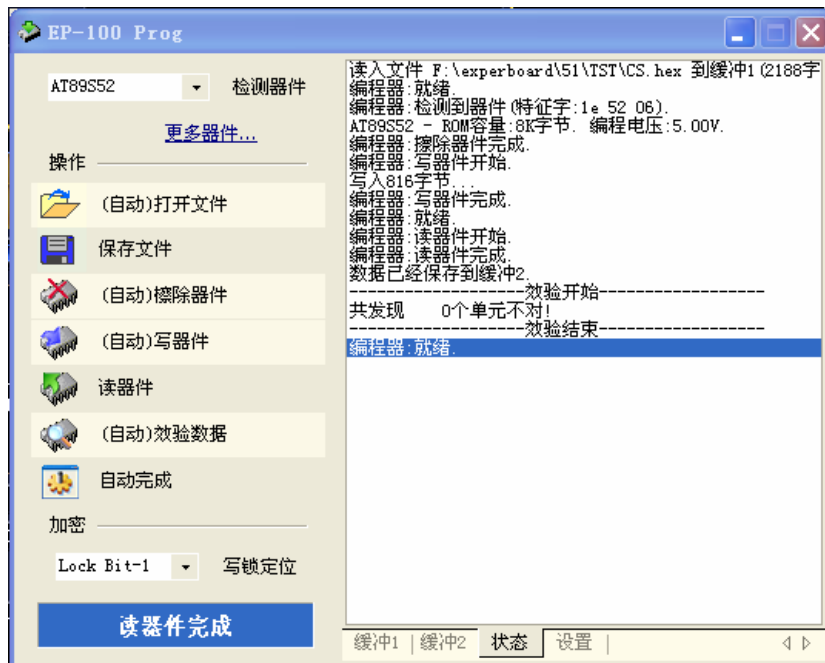 EP-100 Prog
AT89S52 检测器件
更多器件...
操作
(自动)打开文件
保存文件
(自动)擦除器件
(自动)写器件
读器件
(自动)效验数据
自动完成
加密
Lock Bit-1 写锁定位
读器件完成
读入文件 F:\experboard\51\TST\CS.hex 到缓冲1(2188字
编程器:就绪.
编程器:检测到器件(特征字:1e 52 06).
AT89S52 - ROM容量:8K字节. 编程电压:5.00V.
编程器:擦除器件完成.
编程器:写器件开始.
写入816字节...
编程器:写器件完成.
编程器:就绪.
编程器:读器件开始.
编程器:读器件完成.
数据已经保存到缓冲2.
-------------------效验开始------------------
共发现 0个单元不对!
-------------------效验结束------------------
编程器:就绪.
缓冲1 | 缓冲2 状态 设置 |